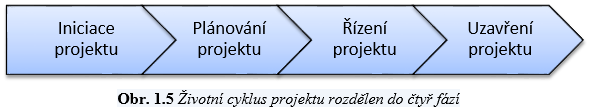 Iniciace projektu
Plánování projektu
Řízení projektu
Uzavření projektu
Obr. 1.5 Životní cyklus projektu rozdělen do čtyř fází